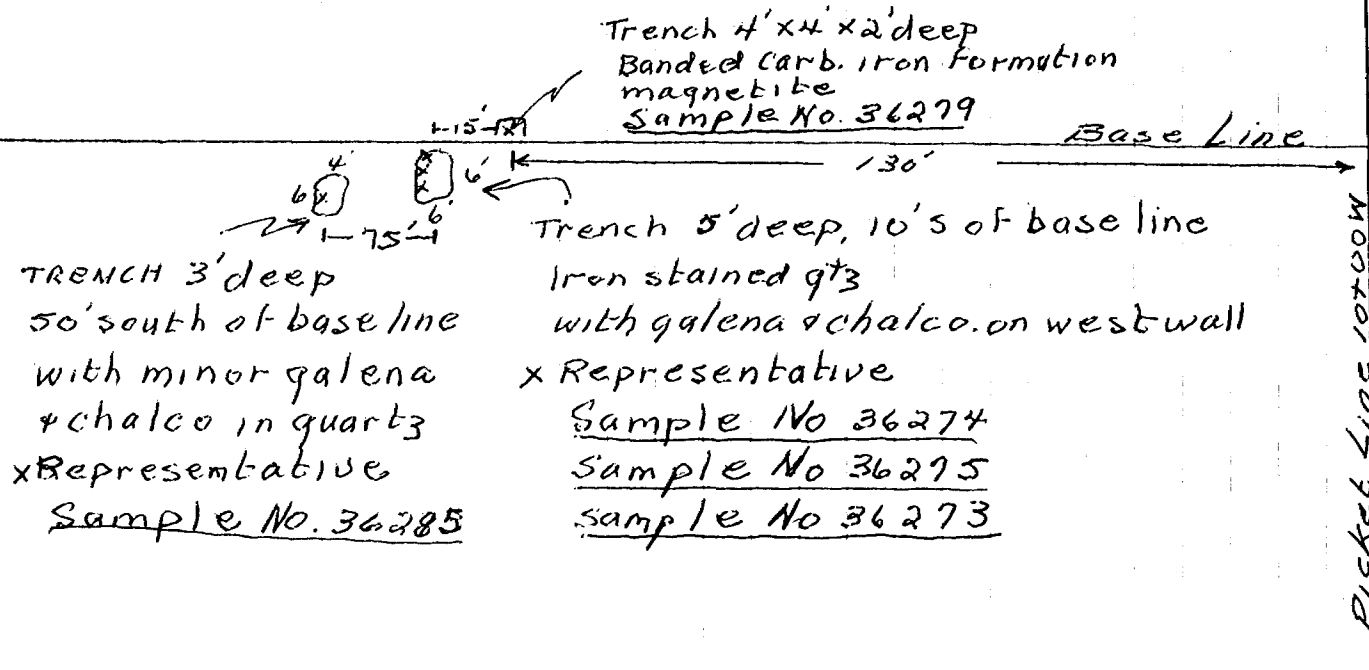 Trench 4'x4'x2'deep
Banded Carb. iron Formation
magnetite
Sample No. 36279
15'
Base Line
130'
4'
6'
6'
6'
75'
Trench 5'deep, 10's of base line
Iron stained qtz
with galena & chalco. on west wall
x Representative
Sample No 36274
Sample No 36275
Sample No 36273
TRENCH 3'deep
50'south of base line
with minor galena
& chalco in quartz
x Representative
Sample No. 36285
Picket Line 10+00W